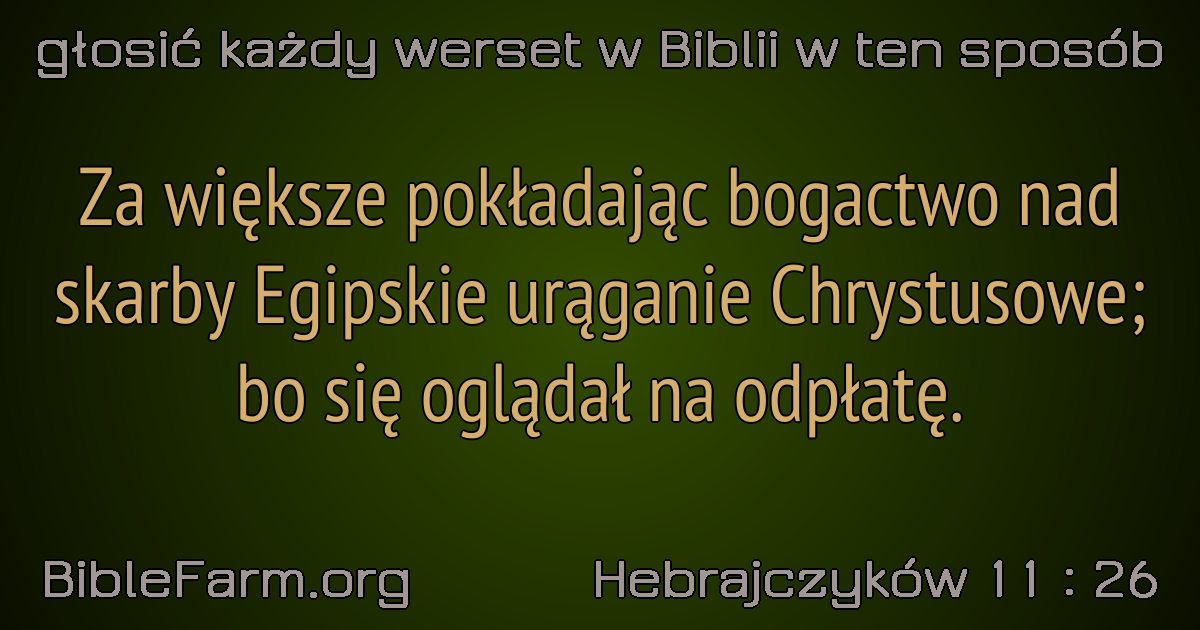 głosić każdy werset w Biblii w ten sposób
Za większe pokładając bogactwo nad
skarby Egipskie urąganie Chrystusowe;
bo się oglądał na odpłatę.
BibleFarm.org
Hebrajczyków 11 : 26